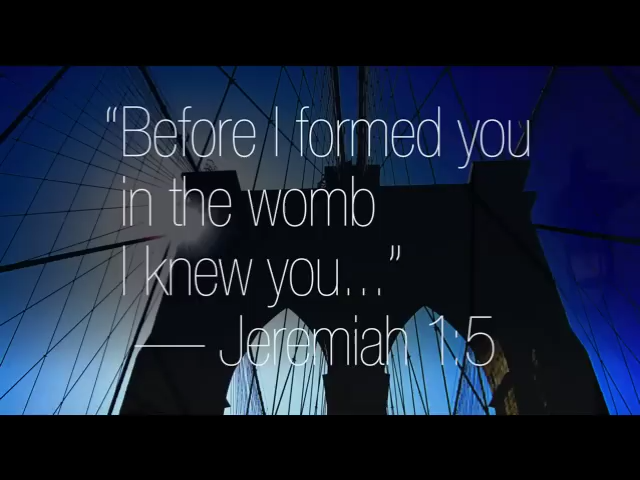 “Before I formed you
in the womb
I knew you...”
— Jeremiah 1:5